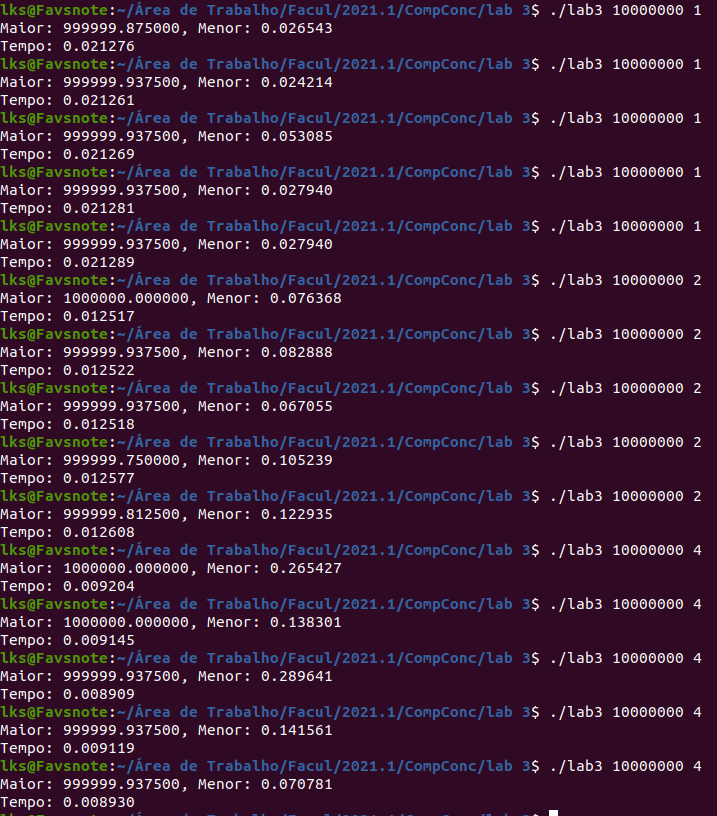 lks@Favsnote:~/Área de Trabalho/Facul/2021.1/CompConc/lab 3$ ./lab3 10000000 1
Maior: 999999.875000, Menor: 0.026543
Tempo: 0.021276
lks@Favsnote:~/Área de Trabalho/Facul/2021.1/CompConc/lab 3$ ./lab3 10000000 1
Maior: 999999.937500, Menor: 0.024214
Tempo: 0.021261
lks@Favsnote:~/Área de Trabalho/Facul/2021.1/CompConc/lab 3$ ./lab3 10000000 1
Maior: 999999.937500, Menor: 0.053085
Tempo: 0.021269
lks@Favsnote:~/Área de Trabalho/Facul/2021.1/CompConc/lab 3$ ./lab3 10000000 1
Maior: 999999.937500, Menor: 0.027940
Tempo: 0.021281
lks@Favsnote:~/Área de Trabalho/Facul/2021.1/CompConc/lab 3$ ./lab3 10000000 1
Maior: 999999.937500, Menor: 0.027940
Tempo: 0.021289
lks@Favsnote:~/Área de Trabalho/Facul/2021.1/CompConc/lab 3$ ./lab3 10000000 2
Maior: 1000000.000000, Menor: 0.076368
Tempo: 0.012517
lks@Favsnote:~/Área de Trabalho/Facul/2021.1/CompConc/lab 3$ ./lab3 10000000 2
Maior: 999999.937500, Menor: 0.082888
Tempo: 0.012522
lks@Favsnote:~/Área de Trabalho/Facul/2021.1/CompConc/lab 3$ ./lab3 10000000 2
Maior: 999999.937500, Menor: 0.067055
Tempo: 0.012518
lks@Favsnote:~/Área de Trabalho/Facul/2021.1/CompConc/lab 3$ ./lab3 10000000 2
Maior: 999999.750000, Menor: 0.105239
Tempo: 0.012577
lks@Favsnote:~/Área de Trabalho/Facul/2021.1/CompConc/lab 3$ ./lab3 10000000 2
Maior: 999999.812500, Menor: 0.122935
Tempo: 0.012608
lks@Favsnote:~/Área de Trabalho/Facul/2021.1/CompConc/lab 3$ ./lab3 10000000 4
Maior: 1000000.000000, Menor: 0.265427
Tempo: 0.009204
lks@Favsnote:~/Área de Trabalho/Facul/2021.1/CompConc/lab 3$ ./lab3 10000000 4
Maior: 1000000.000000, Menor: 0.138301
Tempo: 0.009145
lks@Favsnote:~/Área de Trabalho/Facul/2021.1/CompConc/lab 3$ ./lab3 10000000 4
Maior: 999999.937500, Menor: 0.289641
Tempo: 0.008909
lks@Favsnote:~/Área de Trabalho/Facul/2021.1/CompConc/lab 3$ ./lab3 10000000 4
Maior: 999999.937500, Menor: 0.141561
Tempo: 0.009119
lks@Favsnote:~/Área de Trabalho/Facul/2021.1/CompConc/lab 3$ ./lab3 10000000 4
Maior: 999999.937500, Menor: 0.070781
Tempo: 0.008930
lks@Favsnote:~/Área de Trabalho/Facul/2021.1/CompConc/lab 3$